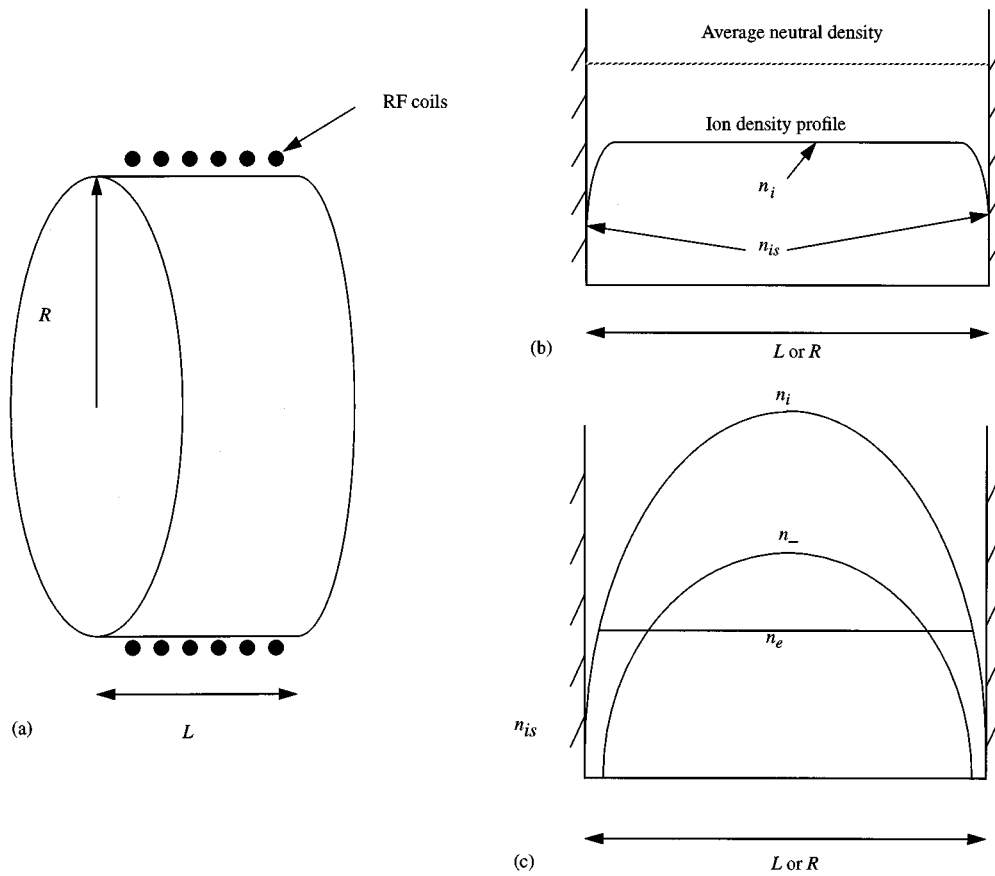 RF coils
R
L
(a)
Average neutral density
Ion density profile
n_i
n_is
L or R
(b)
n_i
n_–
n_e
n_is
L or R
(c)